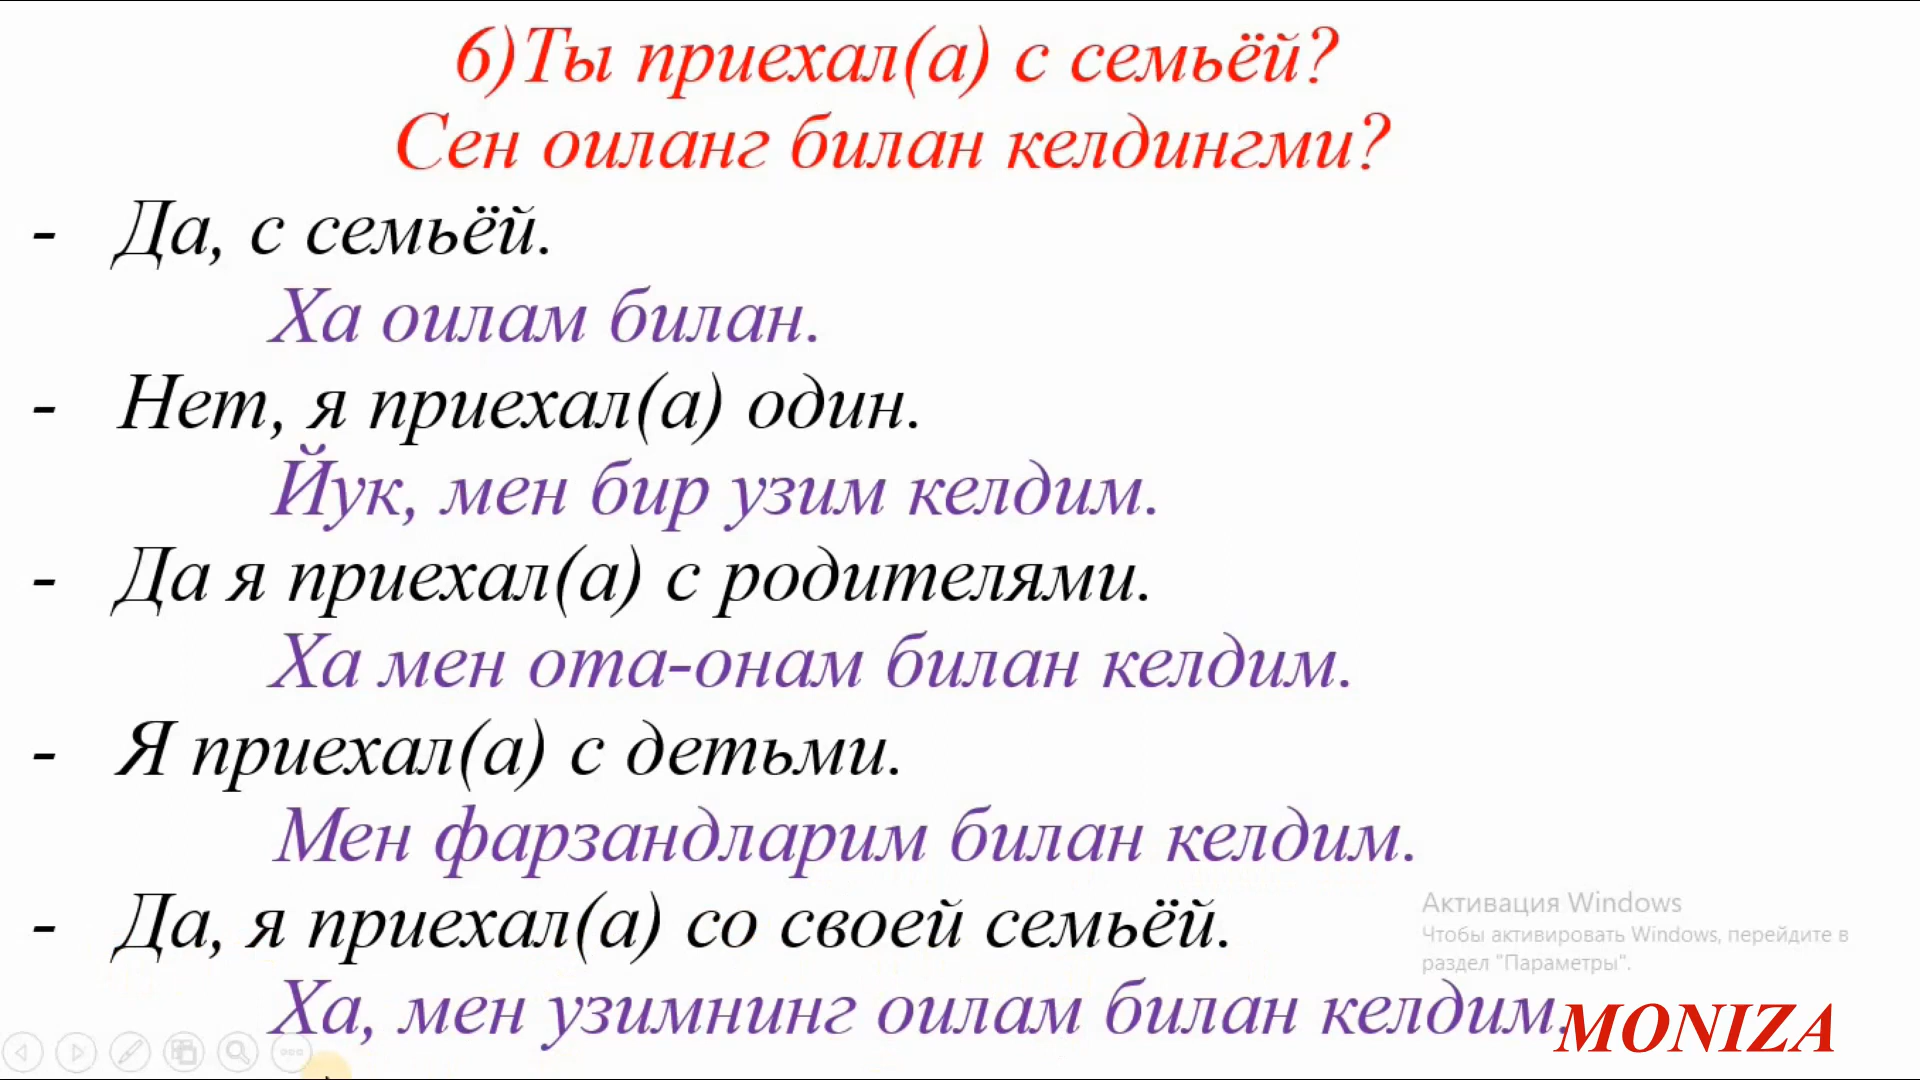 6)Ты приехал(а) с семьёй?
Сен оиланг билан келдингми?
- Да, с семьёй.
Ха оилам билан.
- Нет, я приехал(а) один.
Йук, мен бир узим келдим.
- Да я приехал(а) с родителями.
Ха мен ота-онам билан келдим.
- Я приехал(а) с детьми.
Мен фарзандларим билан келдим.
- Да, я приехал(а) со своей семьёй.
Ха, мен узимнинг оилам билан келдим.
Активация Windows
Чтобы активировать Windows, перейдите в
раздел "Параметры".
MONIZA